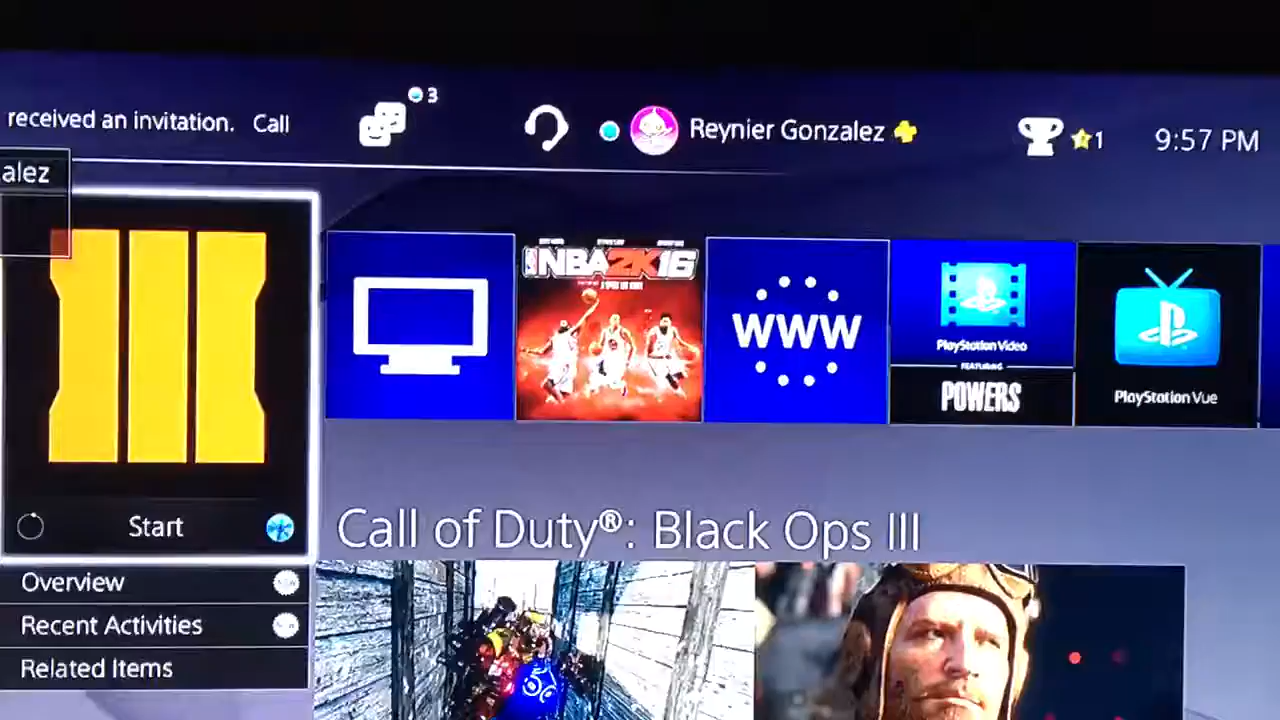 received an invitation. Call
3
Reynier Gonzalez
1
9:57 PM
alez
NBA2K16
WWW
PlayStation Video
FEATURING
POWERS
PlayStation Vue
Start
Call of Duty®: Black Ops III
Overview
Recent Activities
Related Items